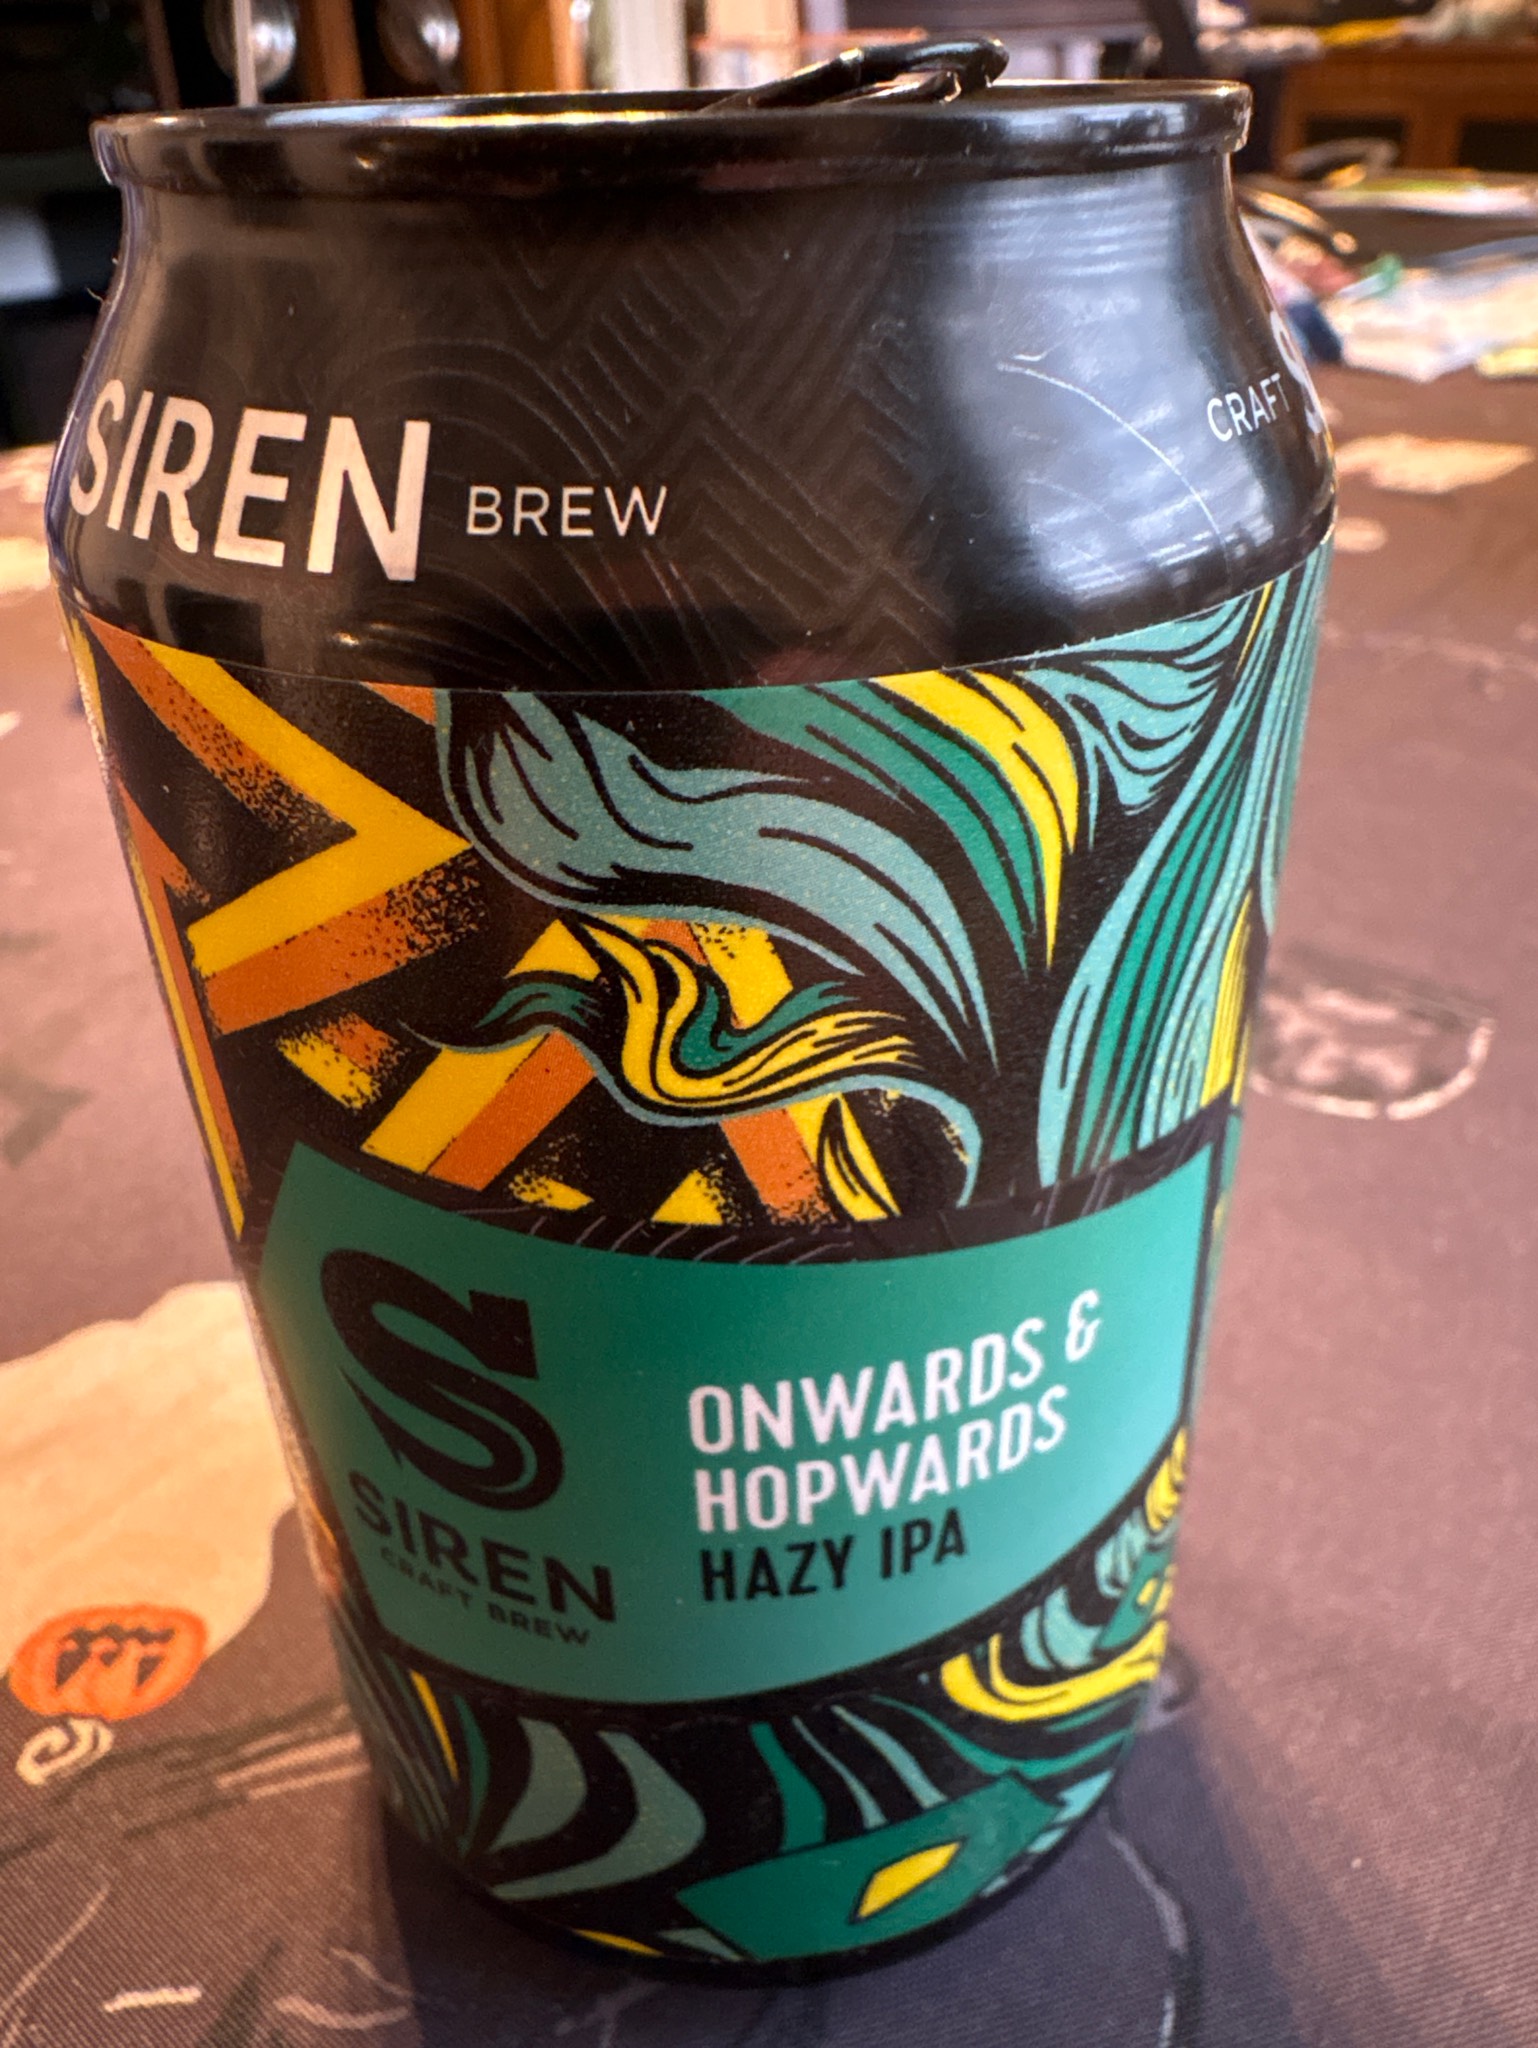 SIREN BREW
CRAFT
SIREN
CRAFT BREW
ONWARDS &
HOPWARDS
HAZY IPA